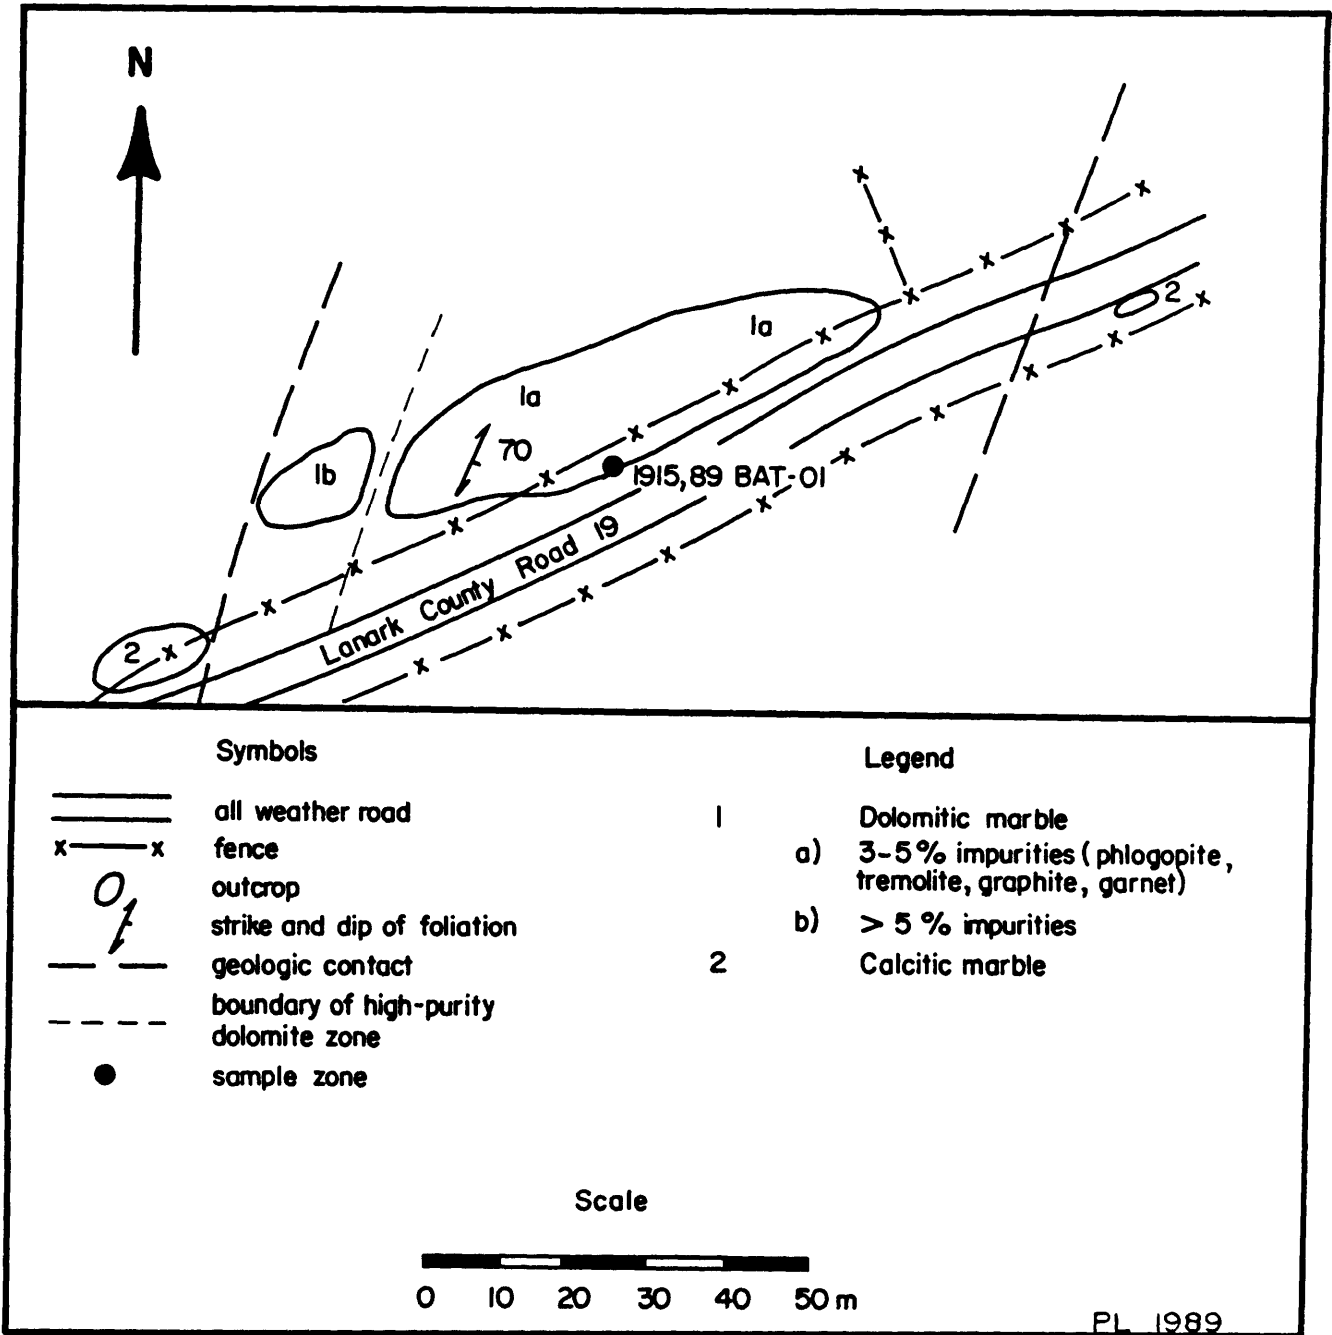 N
1a
1a
70
1b
1915,89 BAT-01
2
Lanark County Road 19
2
Symbols
all weather road
x x fence
outcrop
strike and dip of foliation
geologic contact
boundary of high-purity
dolomite zone
sample zone
Legend
1 Dolomitic marble
a) 3-5% impurities (phlogopite,
tremolite, graphite, garnet)
b) > 5% impurities
2 Calcitic marble
Scale
0 10 20 30 40 50 m
PL 1989